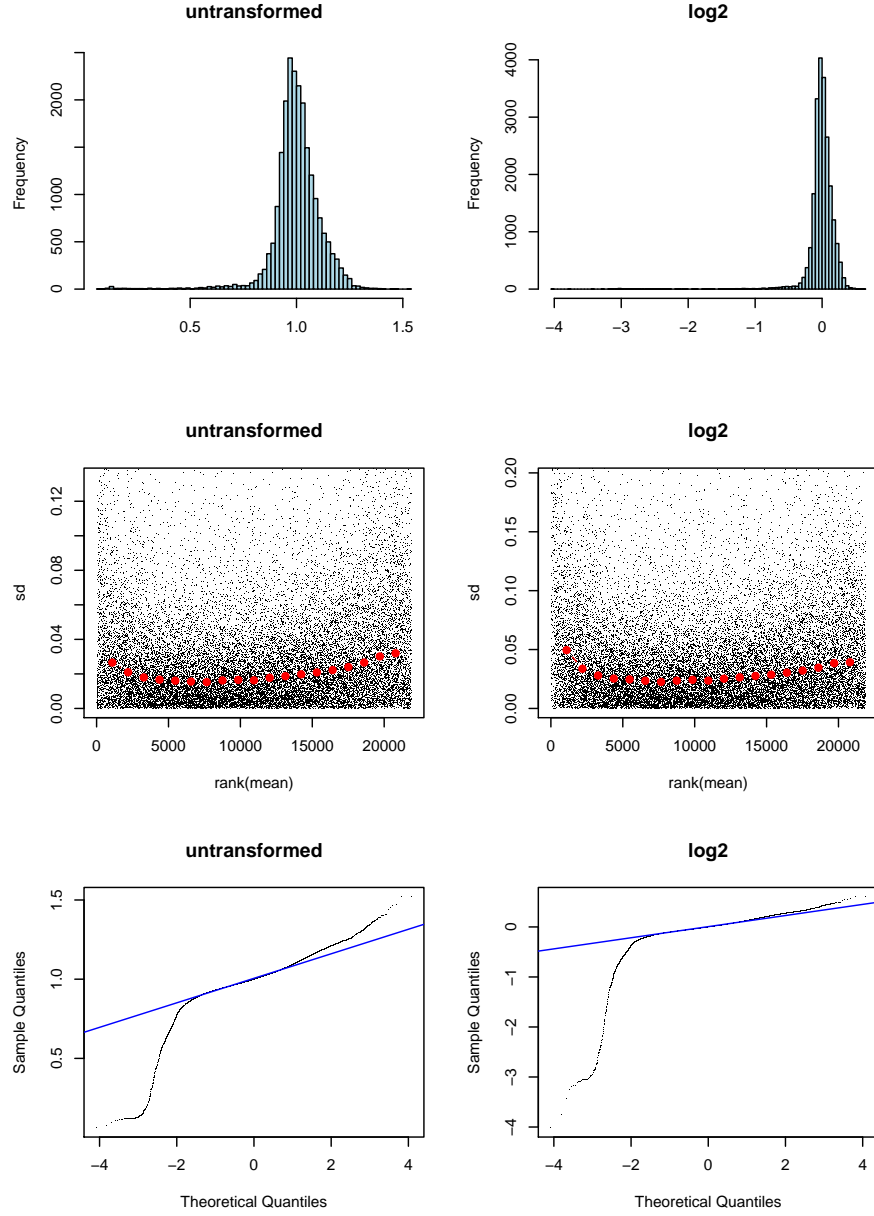 untransformed
log2
Frequency
0 500 1000 2000
0.5 1.0 1.5
Frequency
0 1000 2000 3000 4000
−4 −3 −2 −1 0
untransformed
log2
sd
0.00 0.04 0.08 0.12
0 5000 10000 15000 20000
rank(mean)
sd
0.00 0.05 0.10 0.15 0.20
0 5000 10000 15000 20000
rank(mean)
untransformed
log2
Sample Quantiles
0.5 1.0 1.5
−4 −2 0 2 4
Theoretical Quantiles
Sample Quantiles
−4 −3 −2 −1 0
−4 −2 0 2 4
Theoretical Quantiles